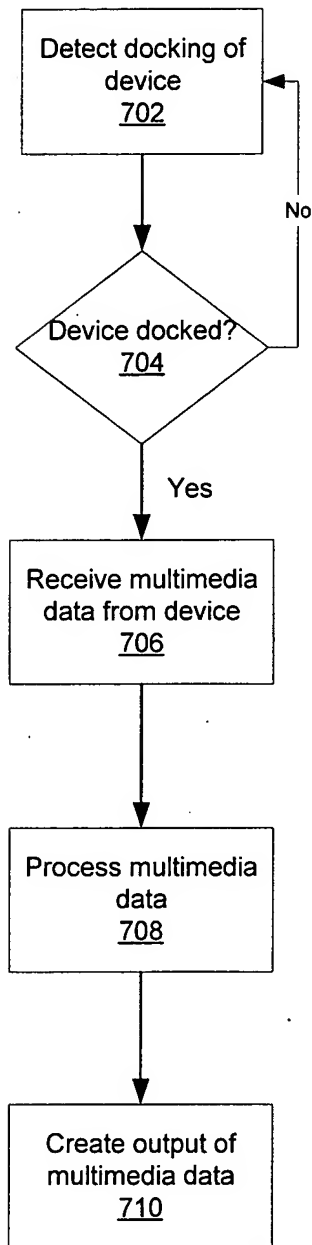 Detect docking of
device
702
No
Device docked?
704
Yes
Receive multimedia
data from device
706
Process multimedia
data
708
Create output of
multimedia data
710